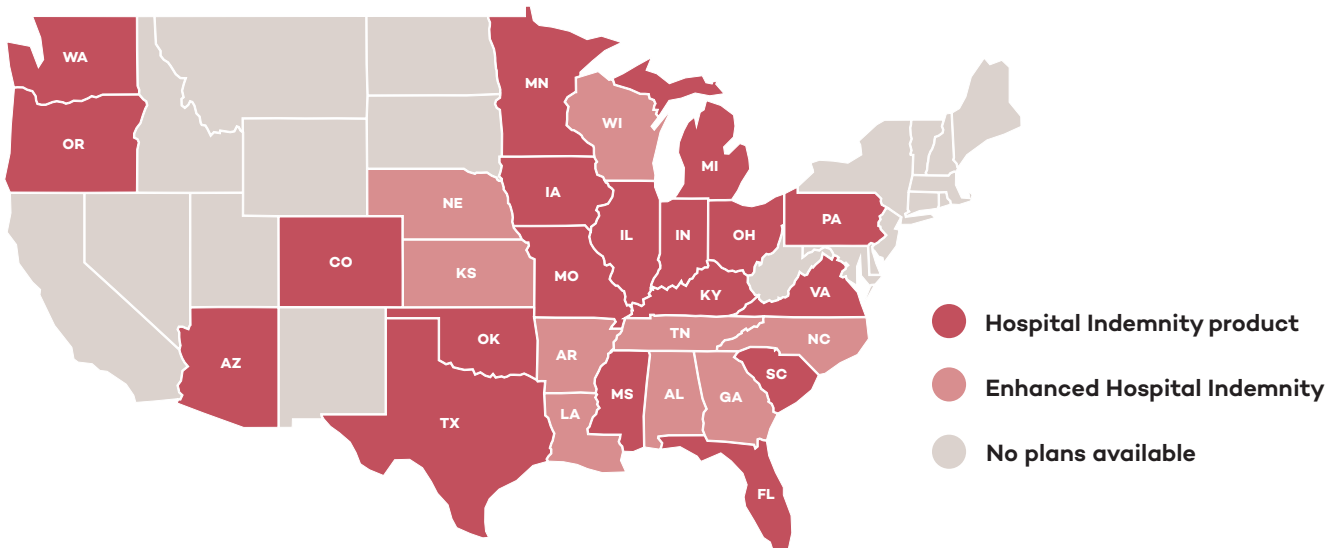 WA
MN
WI
OR
MI
IA
NE
PA
IL
IN
OH
CO
KS
MO
KY
VA
TN
NC
OK
AR
AZ
SC
MS
AL
GA
LA
TX
FL
Hospital Indemnity product
Enhanced Hospital Indemnity
No plans available